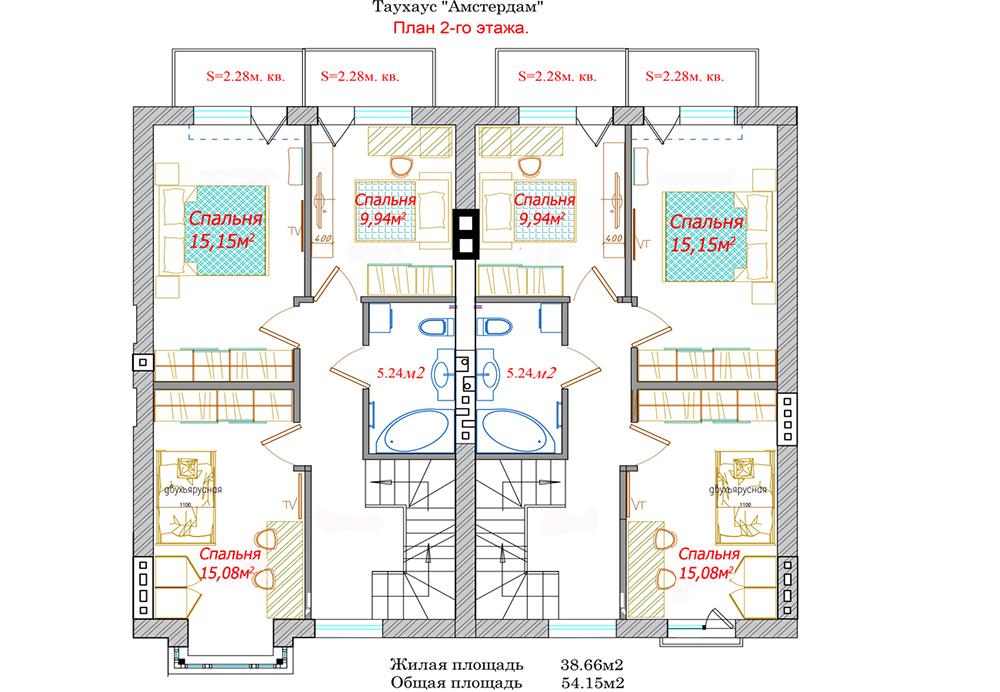 Таухаус "Амстердам"
План 2-го этажа.
S=2.28м. кв.
S=2.28м. кв.
S=2.28м. кв.
S=2.28м. кв.
Спальня
15,15м²
TV
Спальня
9,94м²
400
Спальня
9,94м²
400
Спальня
15,15м²
VT
5.24м2
5.24м2
двухъярусная
1100
TV
Спальня
15,08м²
VT
двухъярусная
1100
Спальня
15,08м²
Жилая площадь 38.66м2
Общая площадь 54.15м2